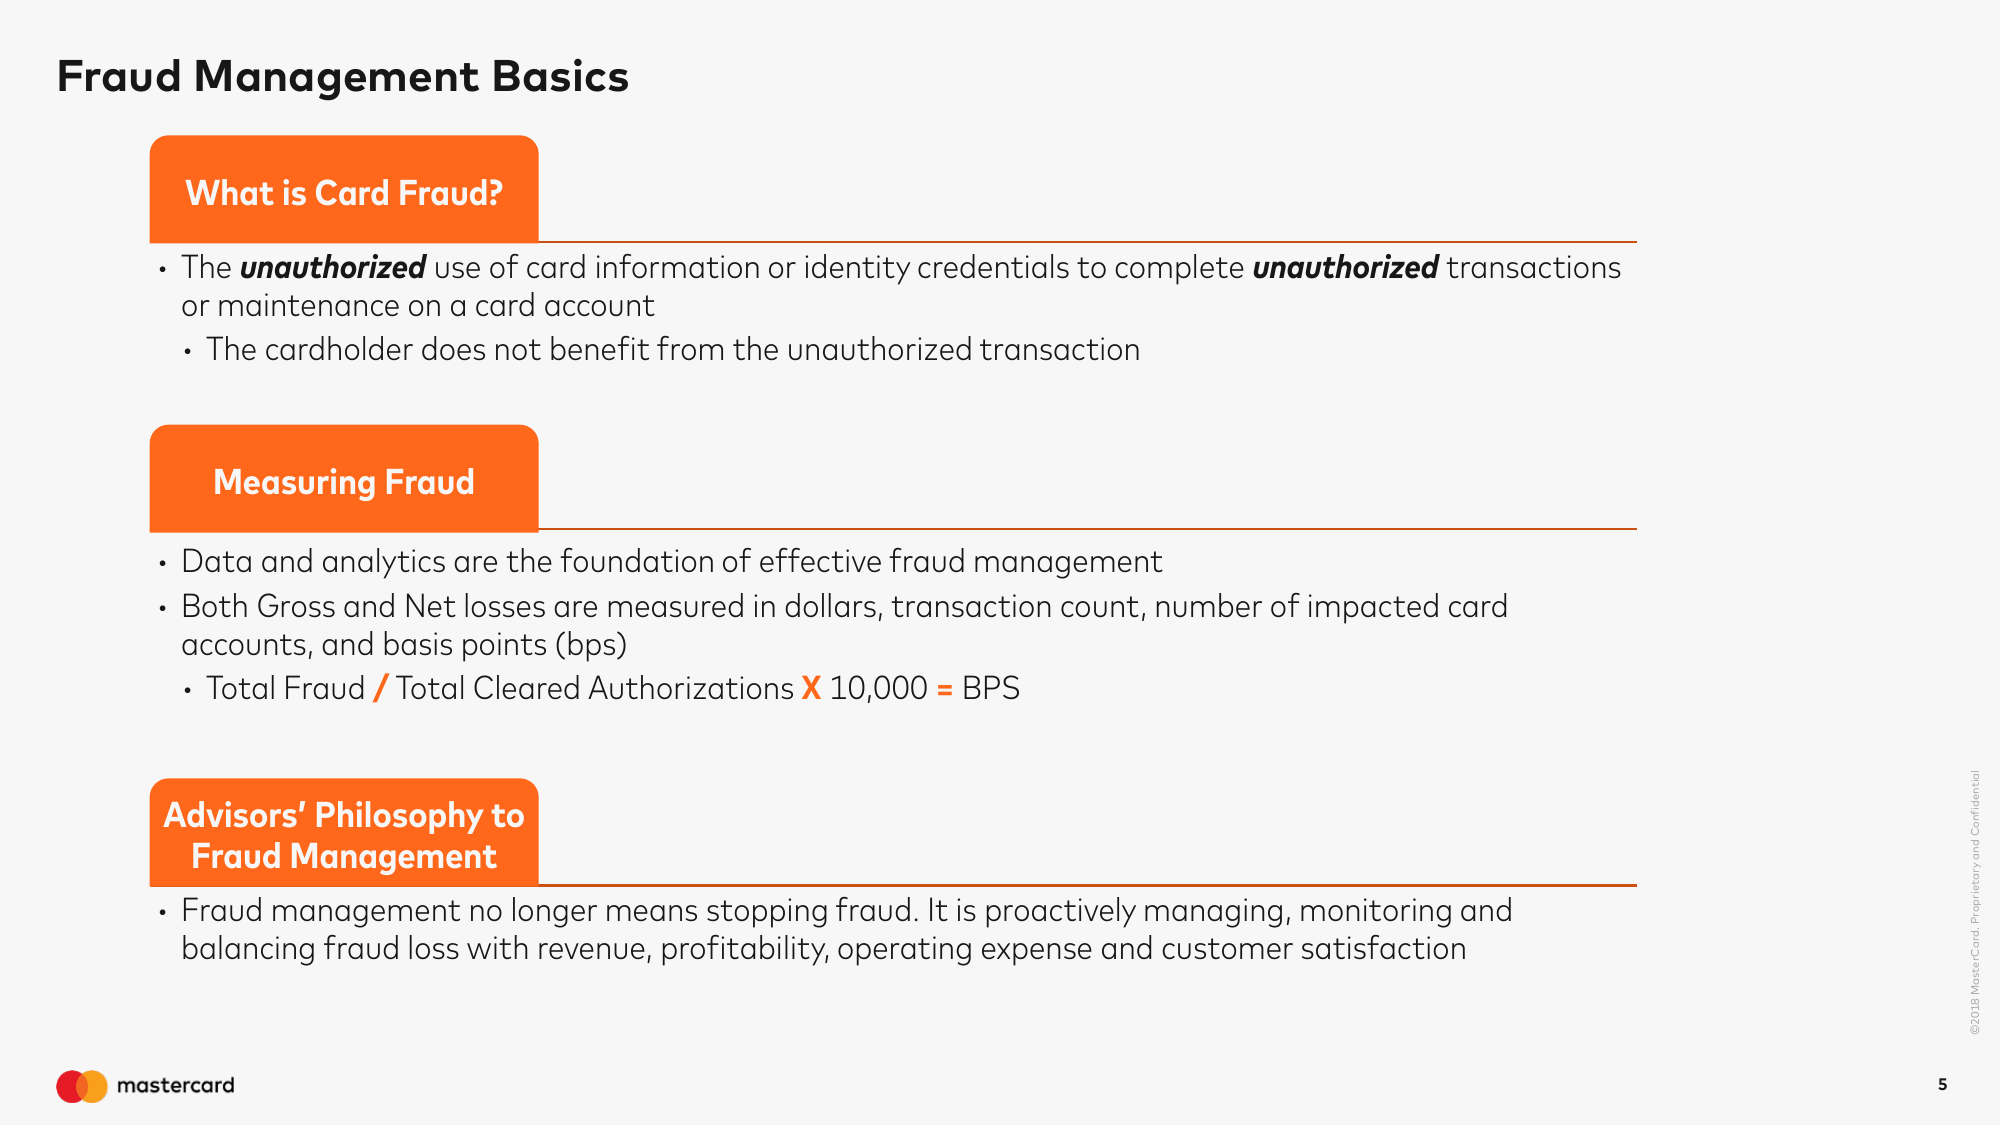 Fraud Management Basics
What is Card Fraud?
• The unauthorized use of card information or identity credentials to complete unauthorized transactions
or maintenance on a card account
• The cardholder does not benefit from the unauthorized transaction
Measuring Fraud
• Data and analytics are the foundation of effective fraud management
• Both Gross and Net losses are measured in dollars, transaction count, number of impacted card
accounts, and basis points (bps)
• Total Fraud / Total Cleared Authorizations X 10,000 = BPS
Advisors’ Philosophy to
Fraud Management
• Fraud management no longer means stopping fraud. It is proactively managing, monitoring and
balancing fraud loss with revenue, profitability, operating expense and customer satisfaction
©2018 MasterCard. Proprietary and Confidential
mastercard
5